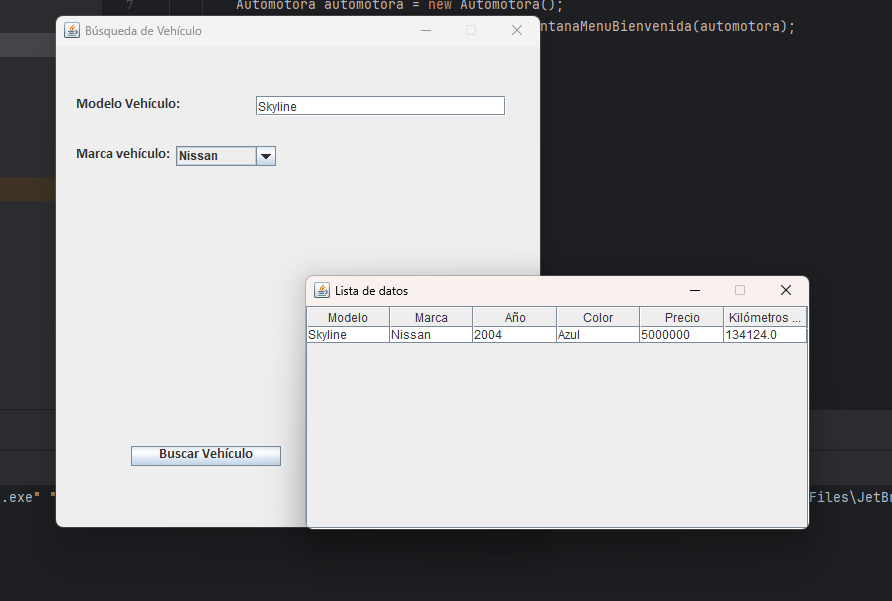 7 Automotora automotora = new Automotora();
ntanaMenuBienvenida(automotora);
Búsqueda de Vehículo
Modelo Vehículo:
Skyline
Marca vehículo:
Nissan
Lista de datos
Modelo Marca Año Color Precio Kilómetros ...
Skyline Nissan 2004 Azul 5000000 134124.0
Buscar Vehículo
.exe" "
Files\JetBr